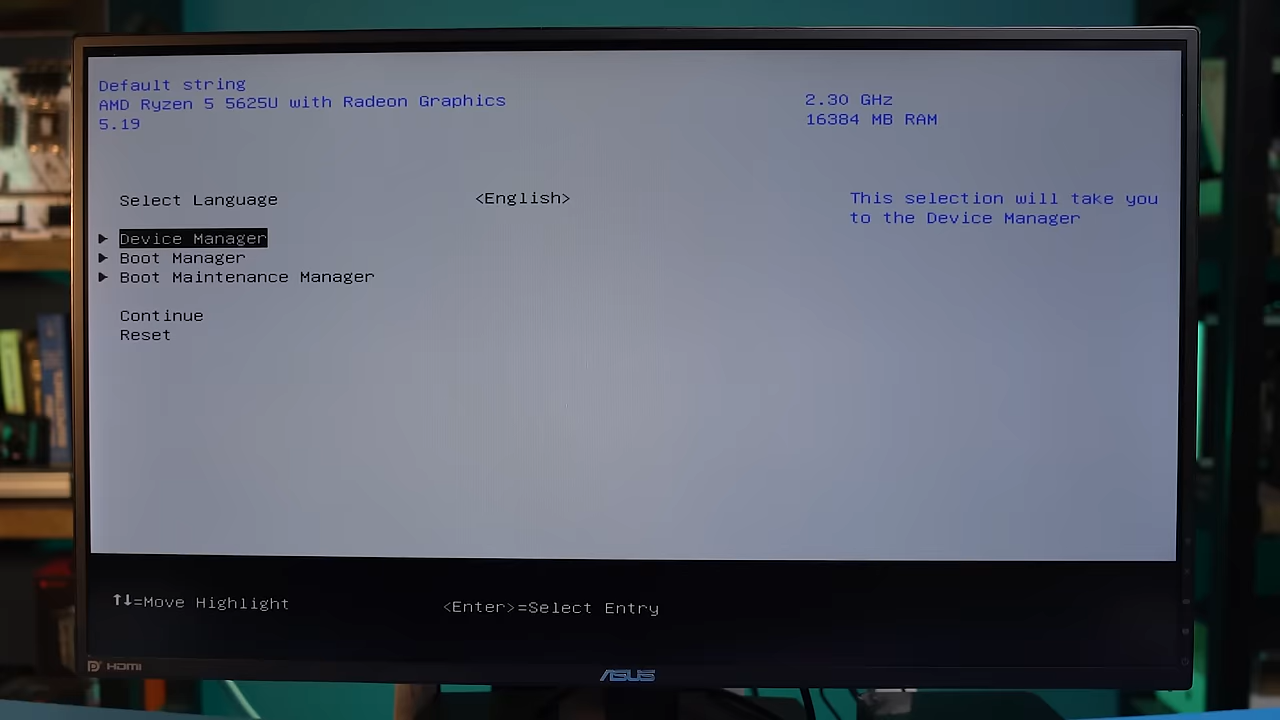 Default string
AMD Ryzen 5 5625U with Radeon Graphics 2.30 GHz
5.19 16384 MB RAM
Select Language <English> This selection will take you
to the Device Manager
▶ Device Manager
▶ Boot Manager
▶ Boot Maintenance Manager
Continue
Reset
↑↓=Move Highlight <Enter>=Select Entry
HDMI
ASUS